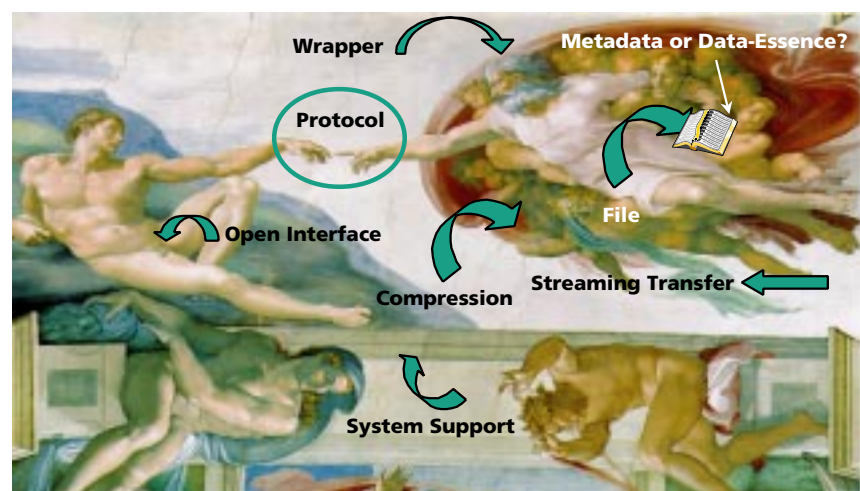 Wrapper
Metadata or Data-Essence?
Protocol
File
Open Interface
Streaming Transfer
Compression
System Support